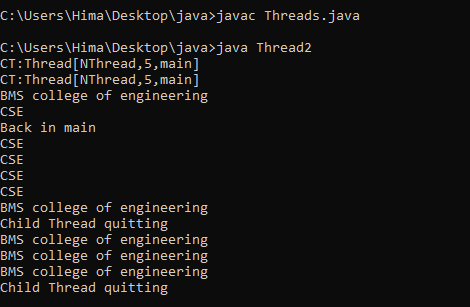 C:\Users\Hima\Desktop\java>javac Threads.java
C:\Users\Hima\Desktop\java>java Thread2
CT:Thread[NThread,5,main]
CT:Thread[NThread,5,main]
BMS college of engineering
CSE
Back in main
CSE
CSE
CSE
CSE
BMS college of engineering
Child Thread quitting
BMS college of engineering
BMS college of engineering
BMS college of engineering
Child Thread quitting